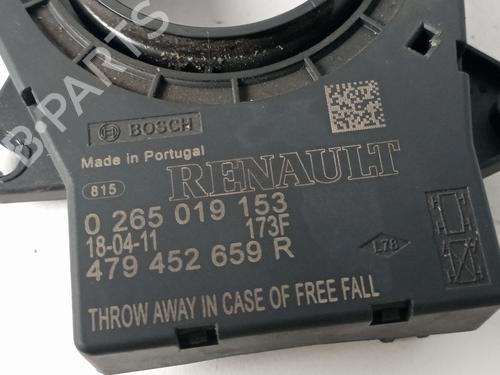 BOSCH
Made in Portugal
RENAULT
815
0 265 019 153
18-04-11 173F
479 452 659 R
L78
THROW AWAY IN CASE OF FREE FALL